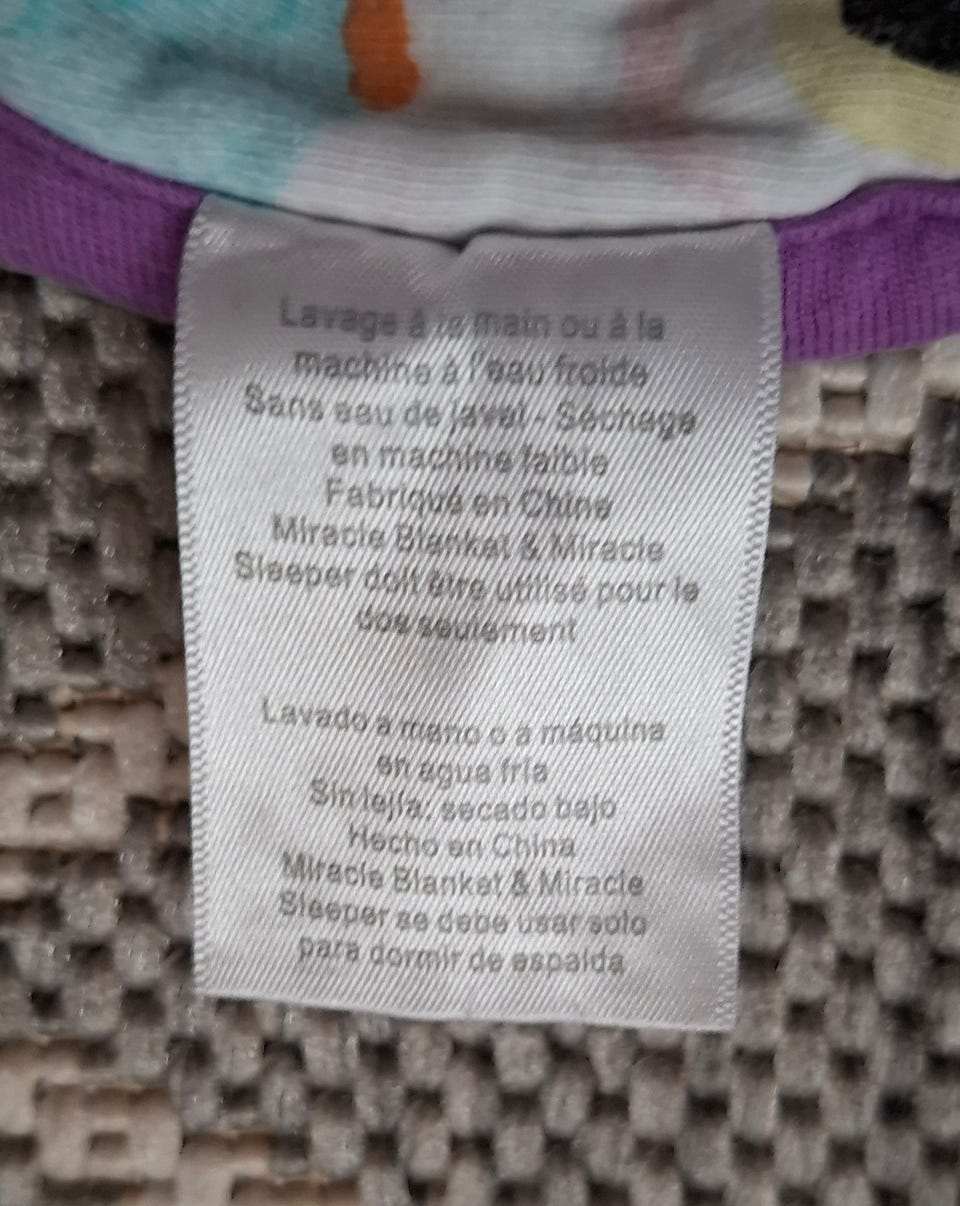 Lavage à la main ou à la
machine à l'eau froide
Sans eau de javel - Séchage
en machine faible
Fabriqué en Chine
Miracle Blanket & Miracle
Sleeper doit être utilisé pour le
dos seulement
Lavado a mano o a máquina
en agua fria
Sin lejía: secado bajo
Hecho en China
Miracle Blanket & Miracle
Sleeper se debe usar solo
para dormir de espalda